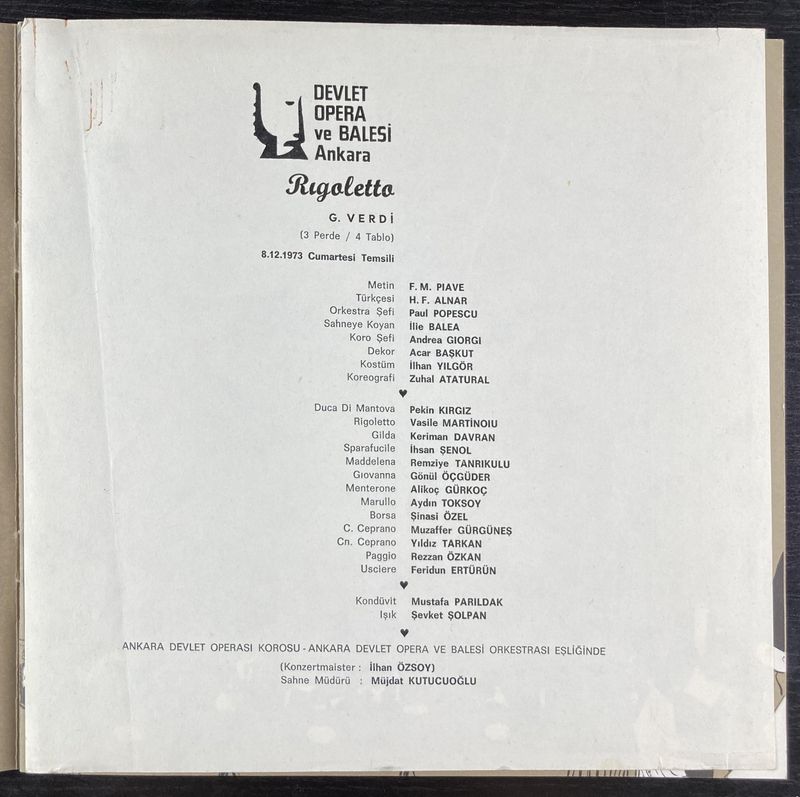 DEVLET
OPERA
ve BALESİ
Ankara
Rıgoletto
G. VERDİ
(3 Perde / 4 Tablo)
8.12.1973 Cumartesi Temsili
Metin F. M. PIAVE
Türkçesi H. F. ALNAR
Orkestra Şefi Paul POPESCU
Sahneye Koyan İlie BALEA
Koro Şefi Andrea GIORGI
Dekor Acar BAŞKUT
Kostüm İlhan YILGÖR
Koreografi Zuhal ATATURAL
♥
Duca Di Mantova Pekin KIRGIZ
Rigoletto Vasile MARTİNOIU
Gilda Keriman DAVRAN
Sparafucile İhsan ŞENOL
Maddelena Remziye TANRIKULU
Gıovanna Gönül ÖÇGÜDER
Menterone Alikoç GÜRKOÇ
Marullo Aydın TOKSOY
Borsa Şinasi ÖZEL
C. Ceprano Muzaffer GÜRGÜNEŞ
Cn. Ceprano Yıldız TARKAN
Paggio Rezzan ÖZKAN
Usciere Feridun ERTÜRÜN
♥
Kondüvit Mustafa PARILDAK
Işık Şevket ŞOLPAN
♥
ANKARA DEVLET OPERASI KOROSU - ANKARA DEVLET OPERA VE BALESİ ORKESTRASI EŞLİĞİNDE
(Konzertmaister : İlhan ÖZSOY)
Sahne Müdürü : Müjdat KUTUCUOĞLU